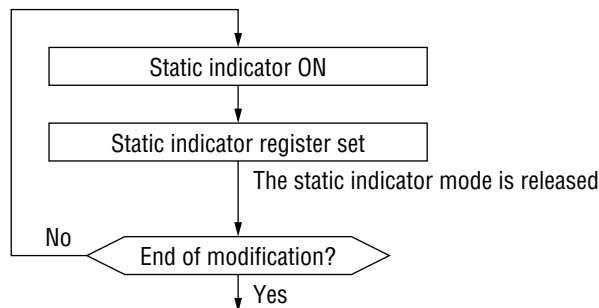 Static indicator ON
Static indicator register set
The static indicator mode is released
No
End of modification?
Yes